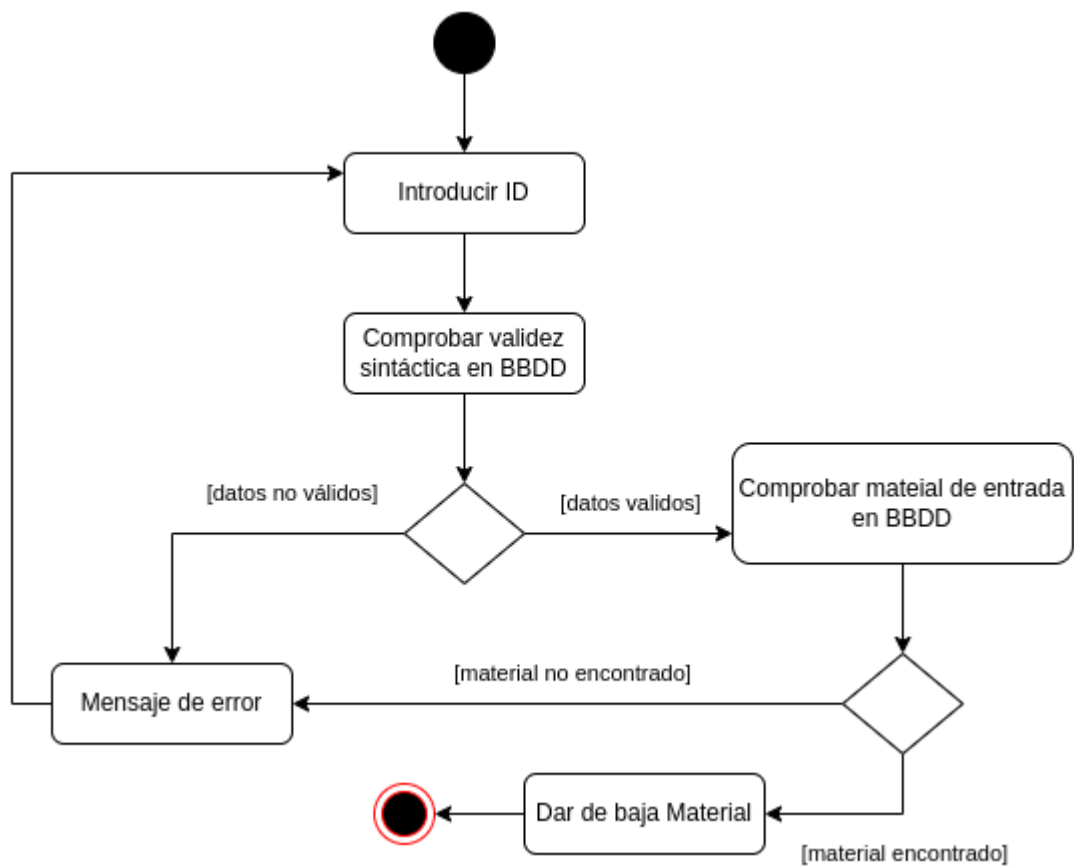 Introducir ID
Comprobar validez
sintáctica en BBDD
[datos no válidos]
[datos validos]
Comprobar mateial de entrada
en BBDD
[material no encontrado]
Mensaje de error
Dar de baja Material
[material encontrado]